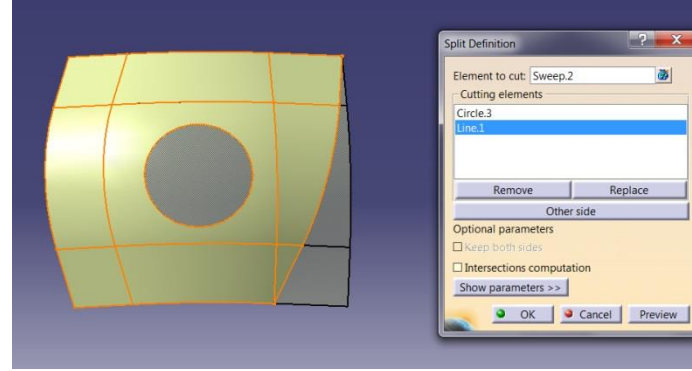 Split Definition
Element to cut: Sweep.2
Cutting elements
Circle.3
Line.1
Remove Replace
Other side
Optional parameters
Keep both sides
Intersections computation
Show parameters >>
OK Cancel Preview